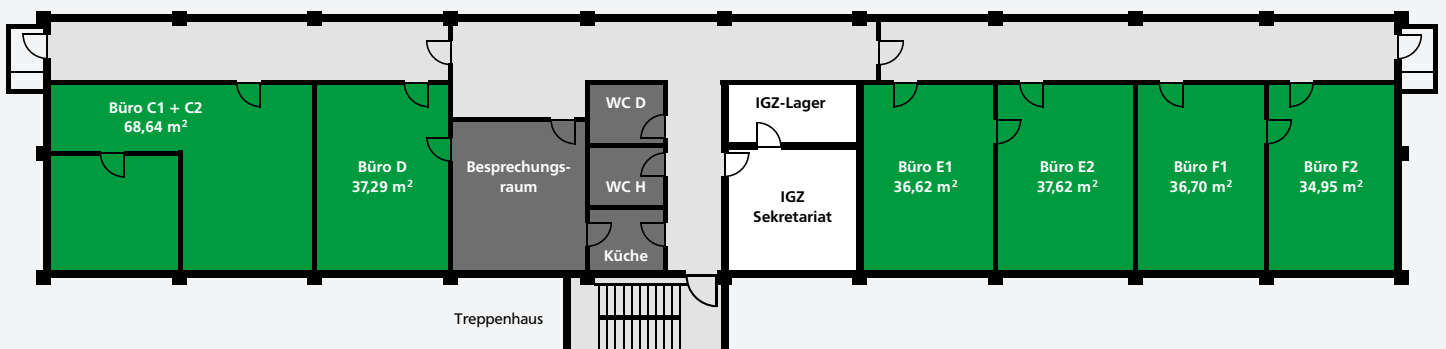 Büro C1 + C2
68,64 m²
Büro D
37,29 m²
Besprechungs-
raum
WC D
WC H
Küche
IGZ-Lager
IGZ
Sekretariat
Büro E1
36,62 m²
Büro E2
37,62 m²
Büro F1
36,70 m²
Büro F2
34,95 m²
Treppenhaus